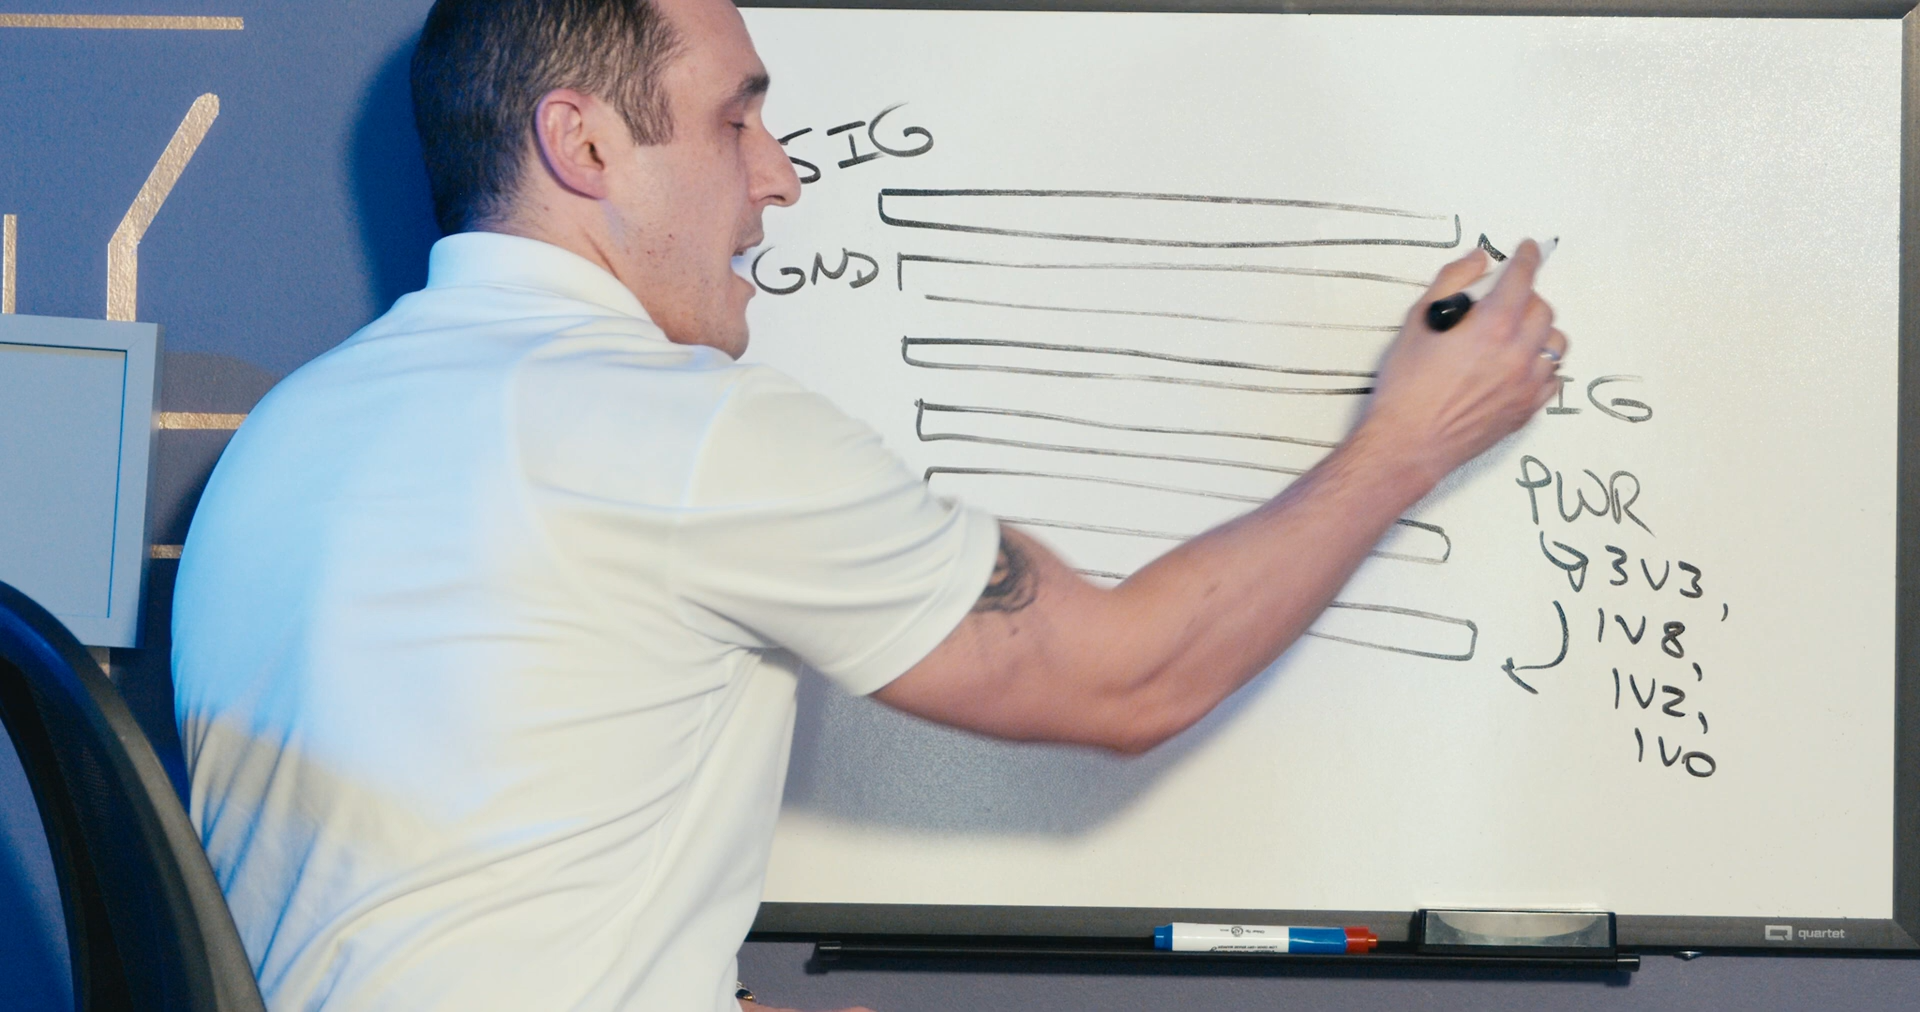 SIG
GND
IG
PWR
3V3,
1V8,
1V2,
1V0
quartet